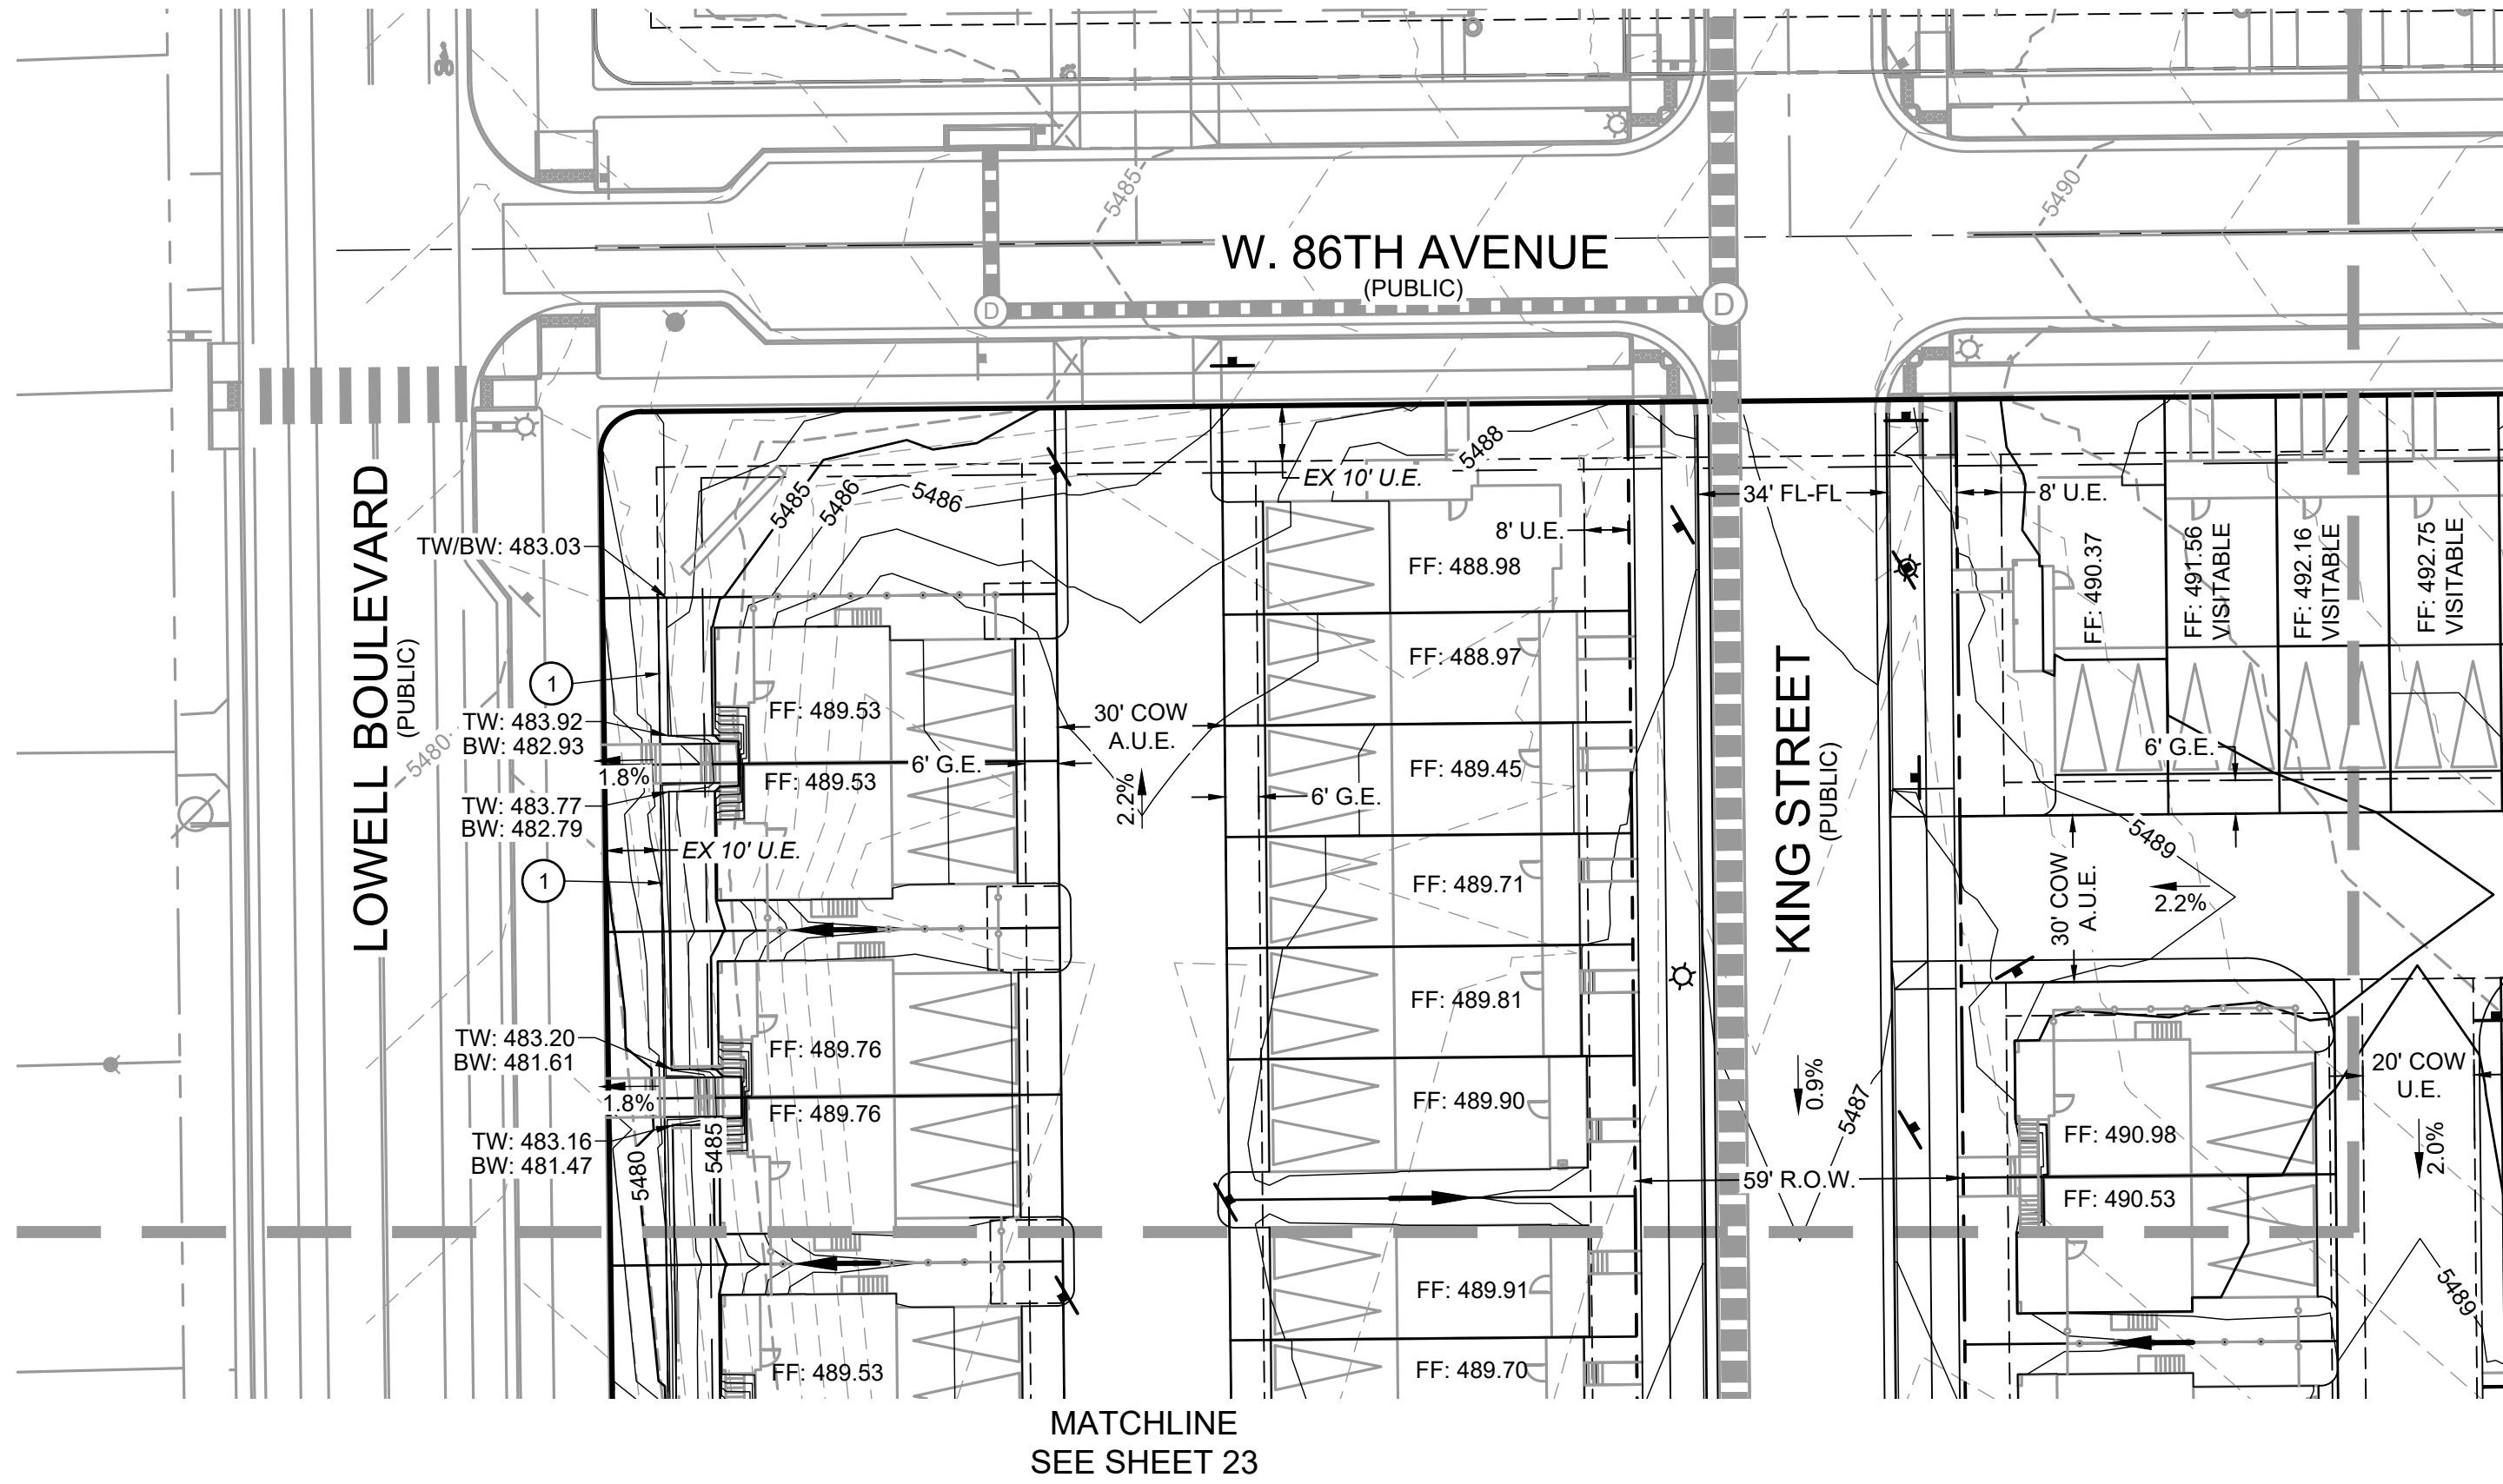 5485
5490
W. 86TH AVENUE
(PUBLIC)
D
D
5488
EX 10' U.E.
5485
5486
5486
34' FL-FL
8' U.E.
8' U.E.
TW/BW: 483.03
LOWELL BOULEVARD
(PUBLIC)
5480
1
TW: 483.92
BW: 482.93
1.8%
TW: 483.77
BW: 482.79
EX 10' U.E.
1
TW: 483.20
BW: 481.61
1.8%
TW: 483.16
BW: 481.47
5480
5485
FF: 489.53
FF: 489.53
6' G.E.
FF: 489.76
FF: 489.76
FF: 489.53
30' COW
A.U.E.
2.2%
6' G.E.
FF: 488.98
FF: 488.97
FF: 489.45
FF: 489.71
FF: 489.81
FF: 489.90
FF: 489.91
FF: 489.70
KING STREET
(PUBLIC)
0.9%
5487
59' R.O.W.
FF: 490.37
FF: 491.56
VISITABLE
FF: 492.16
VISITABLE
FF: 492.75
VISITABLE
6' G.E.
5489
30' COW
A.U.E.
2.2%
20' COW
U.E.
2.0%
FF: 490.98
FF: 490.53
5489
MATCHLINE
SEE SHEET 23